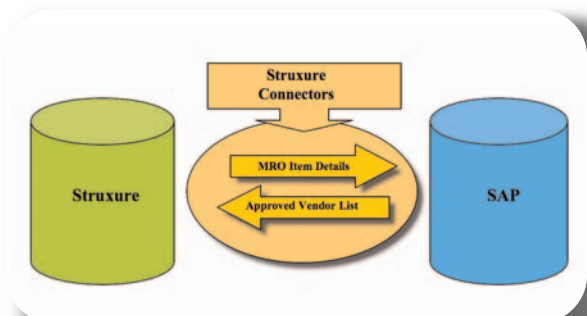 Struxure
Connectors
MRO Item Details
Struxure
Approved Vendor List
SAP